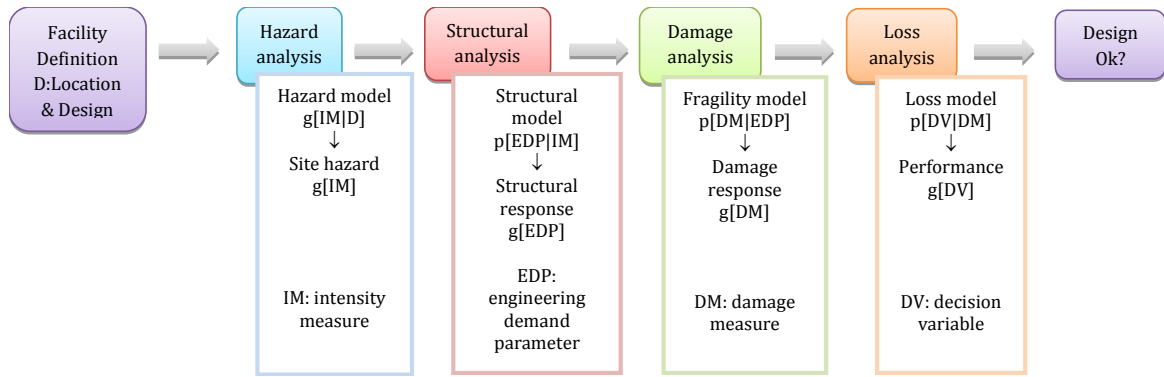 Facility
Definition
D:Location
& Design
Hazard
analysis
Hazard model
g[IM|D]
↓
Site hazard
g[IM]
IM: intensity
measure
Structural
analysis
Structural
model
p[EDP|IM]
↓
Structural
response
g[EDP]
EDP:
engineering
demand
parameter
Damage
analysis
Fragility model
p[DM|EDP]
↓
Damage
response
g[DM]
DM: damage
measure
Loss
analysis
Loss model
p[DV|DM]
↓
Performance
g[DV]
DV: decision
variable
Design
Ok?